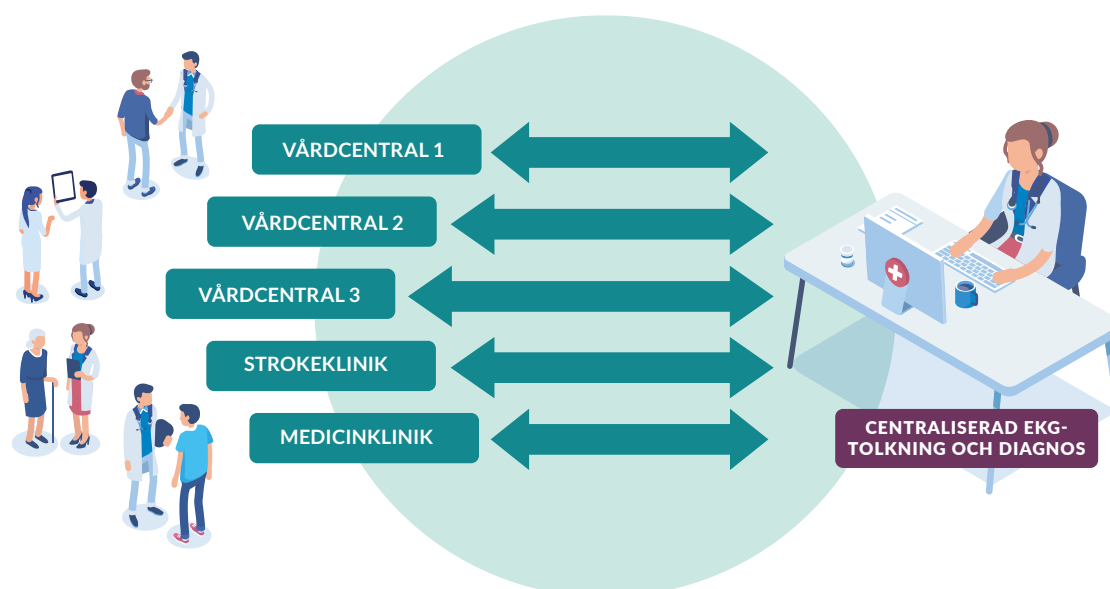 VÅRDCENTRAL 1
VÅRDCENTRAL 2
VÅRDCENTRAL 3
STROKEKLINIK
MEDICINKLINIK
CENTRALISERAD EKG-
TOLKNING OCH DIAGNOS